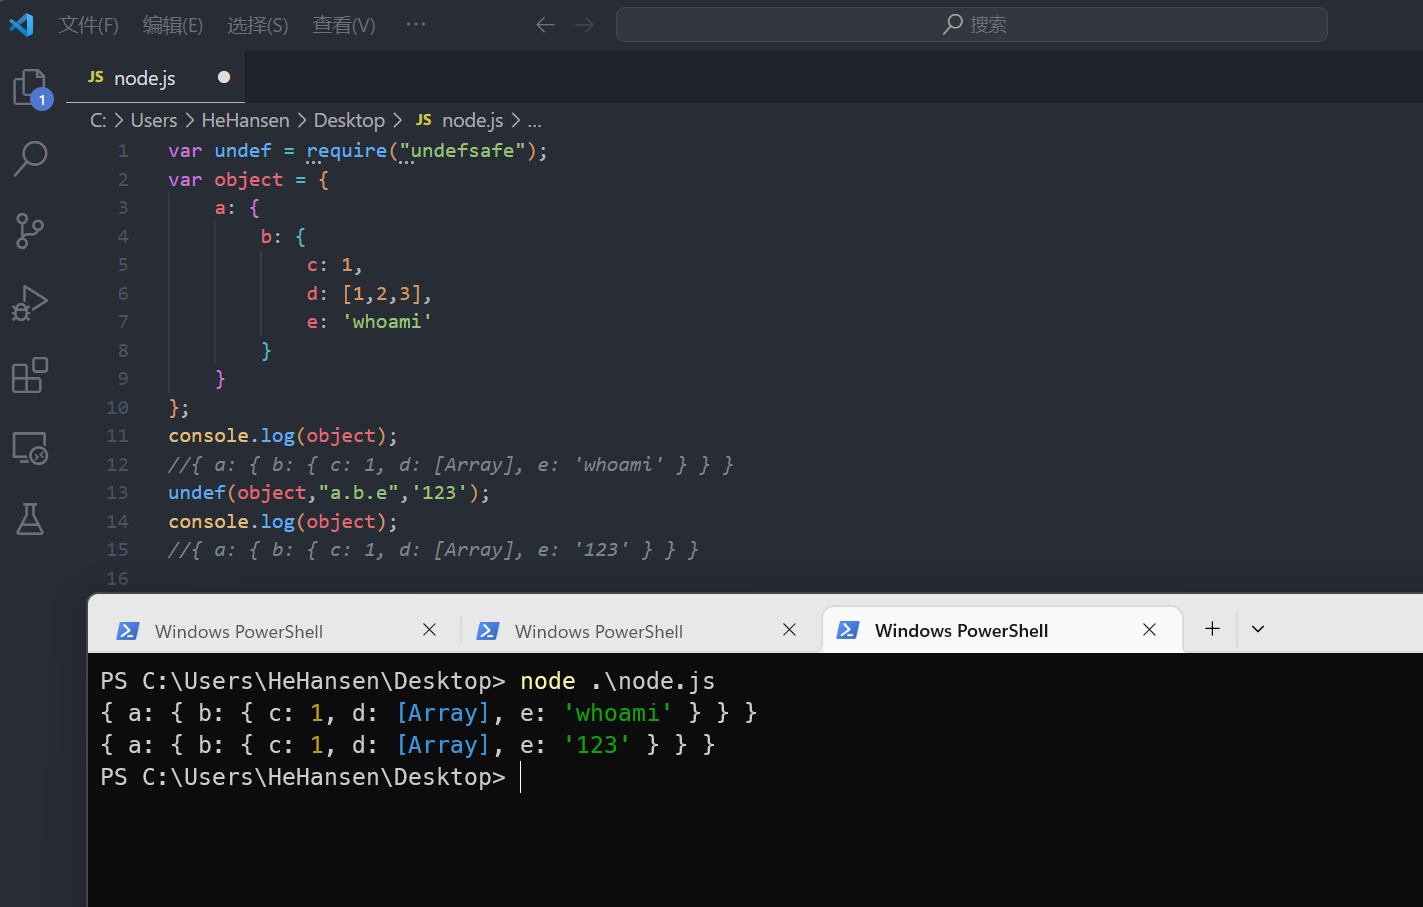 文件(F) 编辑(E) 选择(S) 查看(V) ··· 搜索
JS node.js
1
C: > Users > HeHansen > Desktop > JS node.js > ...
1 var undef = require("undefsafe");
2 var object = {
3 a: {
4 b: {
5 c: 1,
6 d: [1,2,3],
7 e: 'whoami'
8 }
9 }
10 };
11 console.log(object);
12 //{ a: { b: { c: 1, d: [Array], e: 'whoami' } } }
13 undef(object,"a.b.e",'123');
14 console.log(object);
15 //{ a: { b: { c: 1, d: [Array], e: '123' } } }
16
Windows PowerShell Windows PowerShell Windows PowerShell
PS C:\Users\HeHansen\Desktop> node .\node.js
{ a: { b: { c: 1, d: [Array], e: 'whoami' } } }
{ a: { b: { c: 1, d: [Array], e: '123' } } }
PS C:\Users\HeHansen\Desktop>